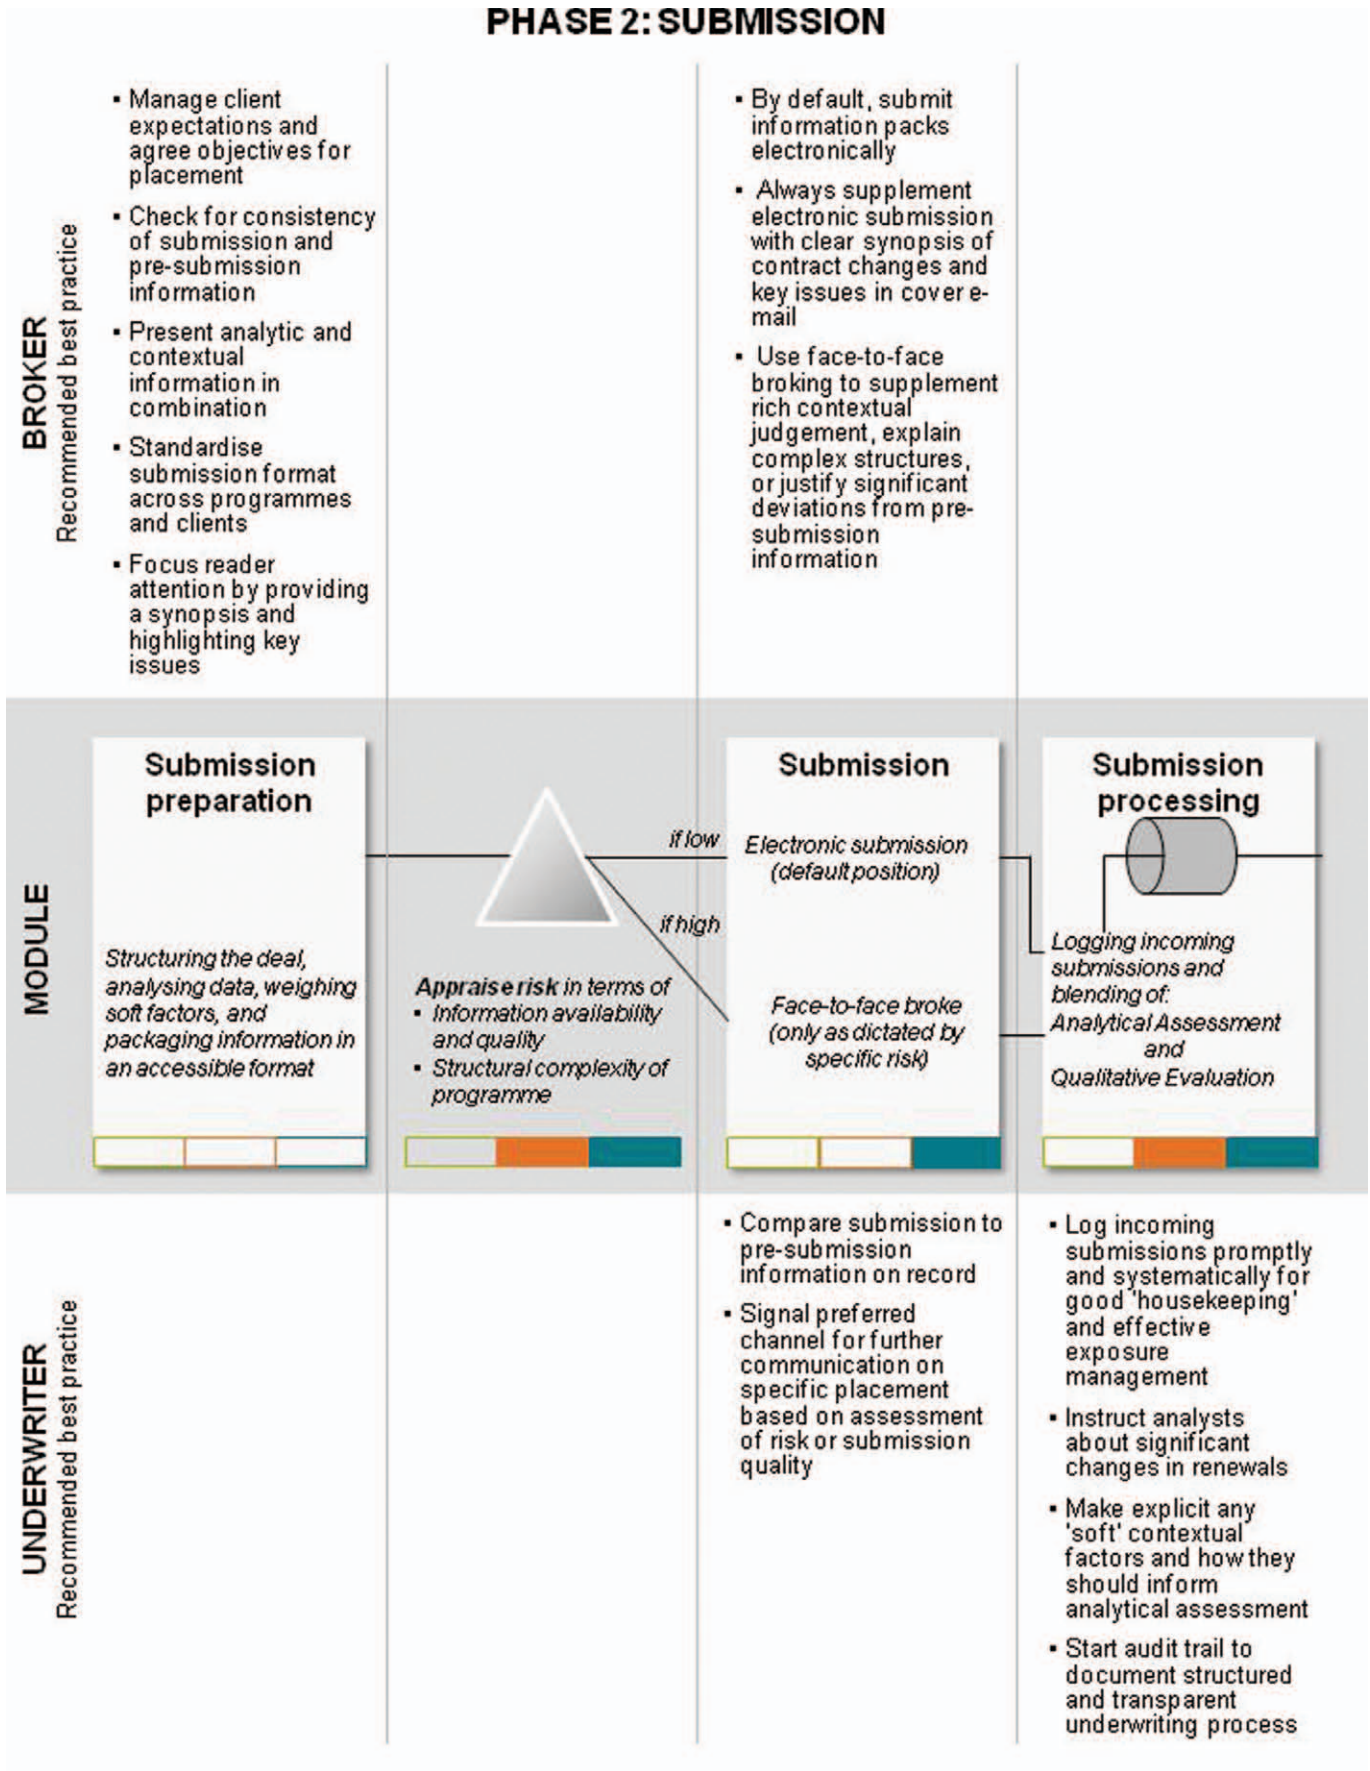 PHASE 2: SUBMISSION
BROKER
Recommended best practice
▪ Manage client
expectations and
agree objectives for
placement
▪ Check for consistency
of submission and
pre-submission
information
▪ Present analytic and
contextual
information in
combination
▪ Standardise
submission format
across programmes
and clients
▪ Focus reader
attention by providing
a synopsis and
highlighting key
issues
▪ By default, submit
information packs
electronically
▪ Always supplement
electronic submission
with clear synopsis of
contract changes and
key issues in cover e-
mail
▪ Use face-to-face
broking to supplement
rich contextual
judgement, explain
complex structures,
or justify significant
deviations from pre-
submission
information
MODULE
Submission
preparation
Structuring the deal,
analysing data, weighing
soft factors, and
packaging information in
an accessible format
if low
if high
Appraise risk in terms of
▪ Information availability
and quality
▪ Structural complexity of
programme
Submission
Electronic submission
(default position)
Face-to-face broke
(only as dictated by
specific risk)
Submission
processing
Logging incoming
submissions and
blending of:
Analytical Assessment
and
Qualitative Evaluation
UNDERWRITER
Recommended best practice
▪ Compare submission to
pre-submission
information on record
▪ Signal preferred
channel for further
communication on
specific placement
based on assessment
of risk or submission
quality
▪ Log incoming
submissions promptly
and systematically for
good 'housekeeping'
and effective
exposure
management
▪ Instruct analysts
about significant
changes in renewals
▪ Make explicit any
'soft' contextual
factors and how they
should inform
analytical assessment
▪ Start audit trail to
document structured
and transparent
underwriting process